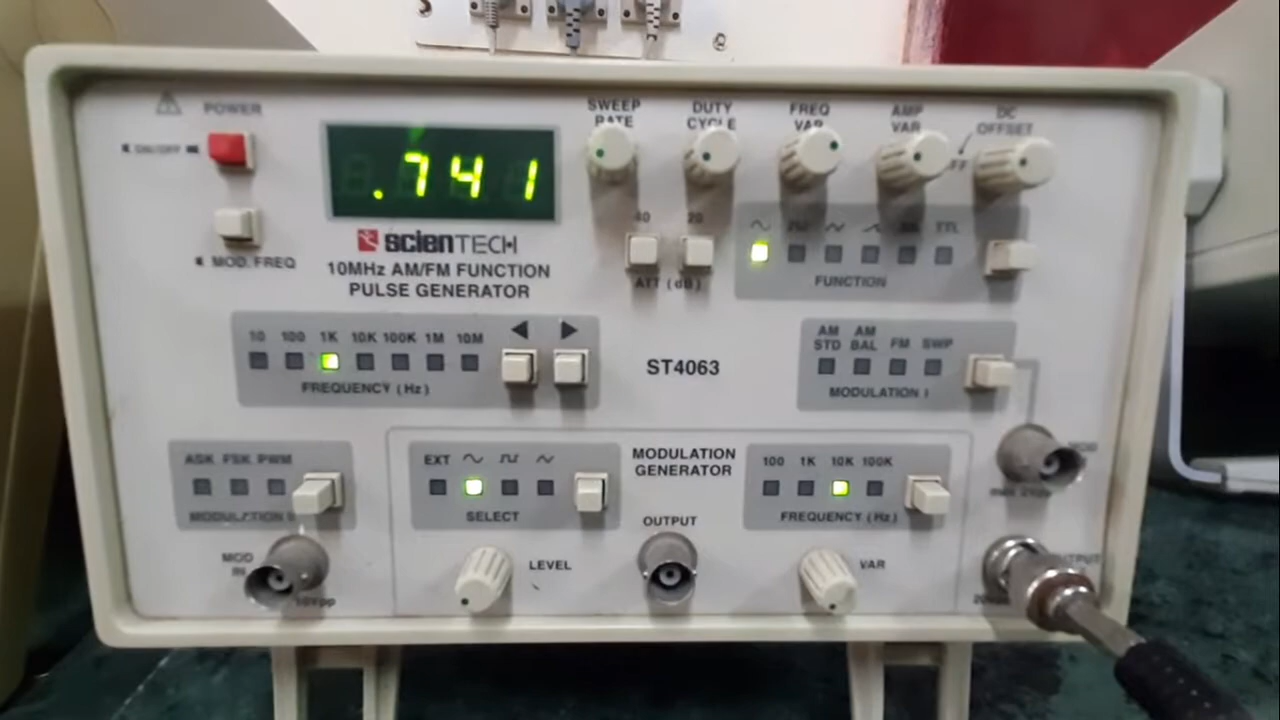 POWER
ON/OFF
.741
SWEEP
RATE
DUTY
CYCLE
FREQ
VAR
AMP
VAR
DC
OFFSET
MOD. FREQ
scienTECH
10MHz AM/FM FUNCTION
PULSE GENERATOR
40
20
ATT (dB)
TTL
FUNCTION
10 100 1K 10K 100K 1M 10M
FREQUENCY (Hz)
ST4063
AM
STD
AM
BAL
FM
SWP
MODULATION I
ASK FSK PWM
MODULATION II
MOD
IN
10Vpp
EXT
SELECT
LEVEL
MODULATION
GENERATOR
OUTPUT
100 1K 10K 100K
FREQUENCY (Hz)
VAR
MOD